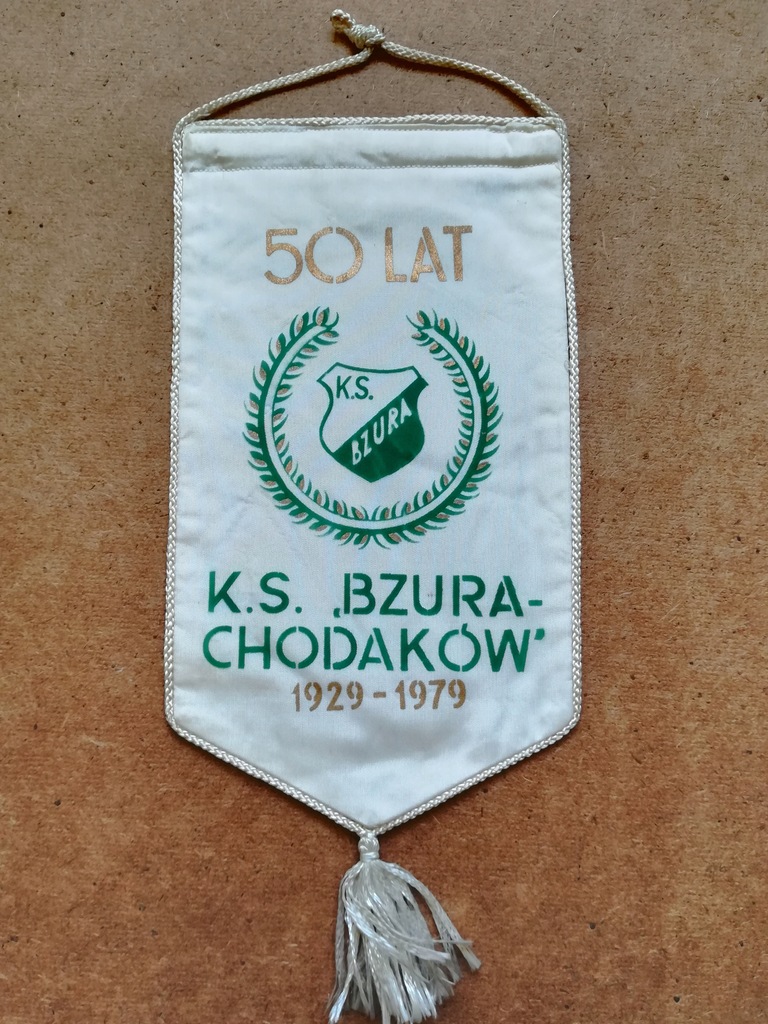 50 LAT
K.S.
BZURA
K.S. „BZURA-
CHODAKÓW”
1929-1979